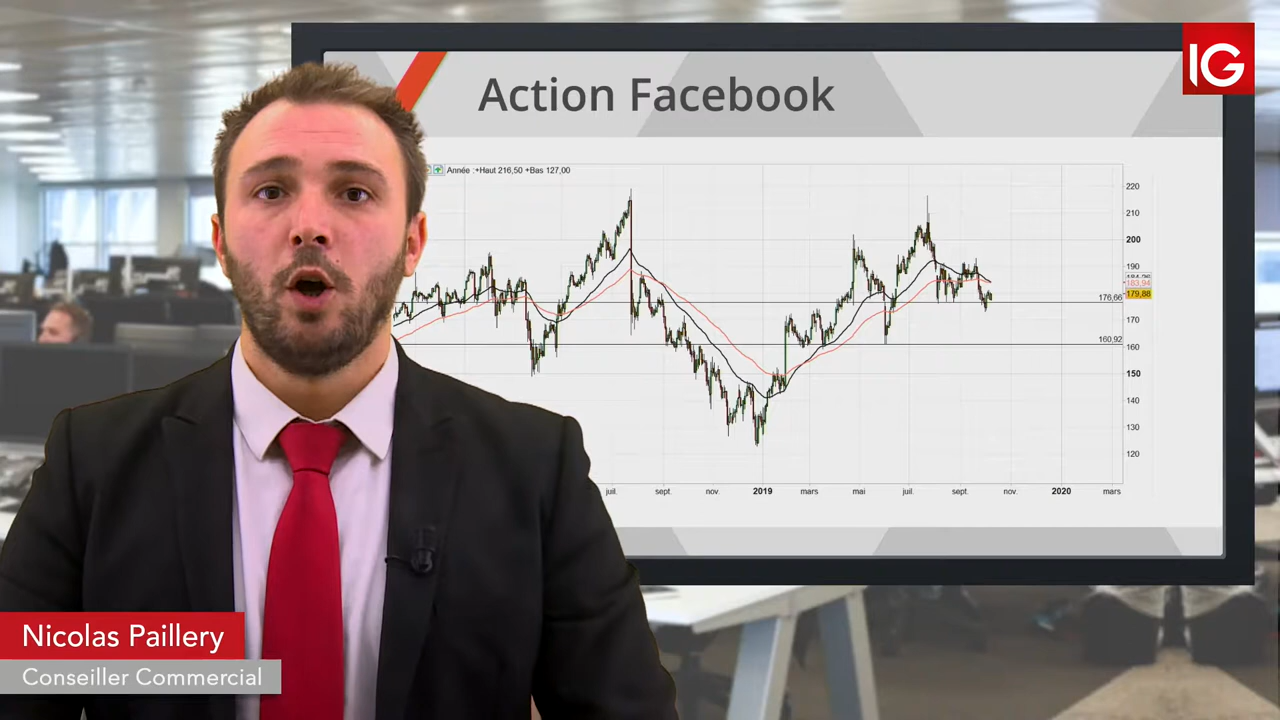 IG
Action Facebook
Année :+Haut 216,50 +Bas 127,00
220
210
200
190
183,94
179,88
176,66
170
160,92
160
150
140
130
120
juil.
sept.
nov.
2019
mars
mai
juil.
sept.
nov.
2020
mars
Nicolas Paillery
Conseiller Commercial